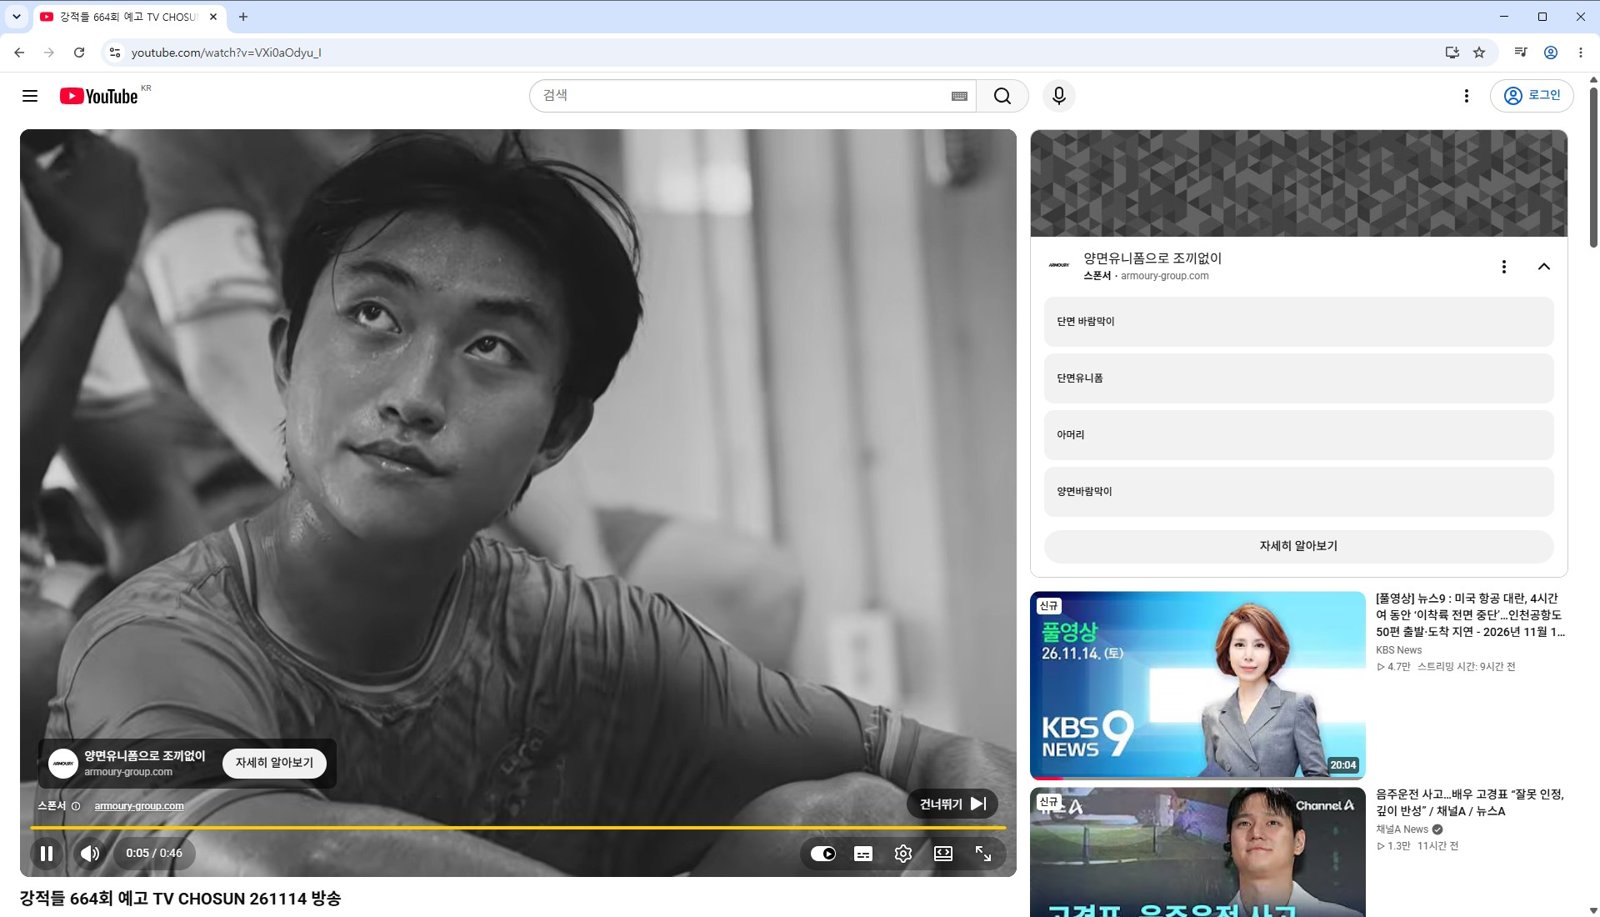 강적들 664회 예고 TV CHOSU
youtube.com/watch?v=VXi0aOdyu_I
YouTube KR
검색
로그인
양면유니폼으로 조끼없이
armoury-group.com
자세히 알아보기
스폰서
armoury-group.com
건너뛰기
0:05 / 0:46
강적들 664회 예고 TV CHOSUN 261114 방송
ARMOURY
양면유니폼으로 조끼없이
스폰서 · armoury-group.com
단면 바람막이
단면유니폼
아머리
양면바람막이
자세히 알아보기
신규
풀영상
26.11.14.(토)
KBS
NEWS 9
20:04
[풀영상] 뉴스9 : 미국 항공 대란, 4시간
여 동안 ‘이착륙 전면 중단’...인천공항도
50편 출발·도착 지연 - 2026년 11월 1...
KBS News
4.7만 스트리밍 시간: 9시간 전
신규
Channel A
음주운전 사고...배우 고경표 “잘못 인정,
깊이 반성” / 채널A / 뉴스A
채널A News
1.3만 11시간 전
고경표, 음주운전 사고